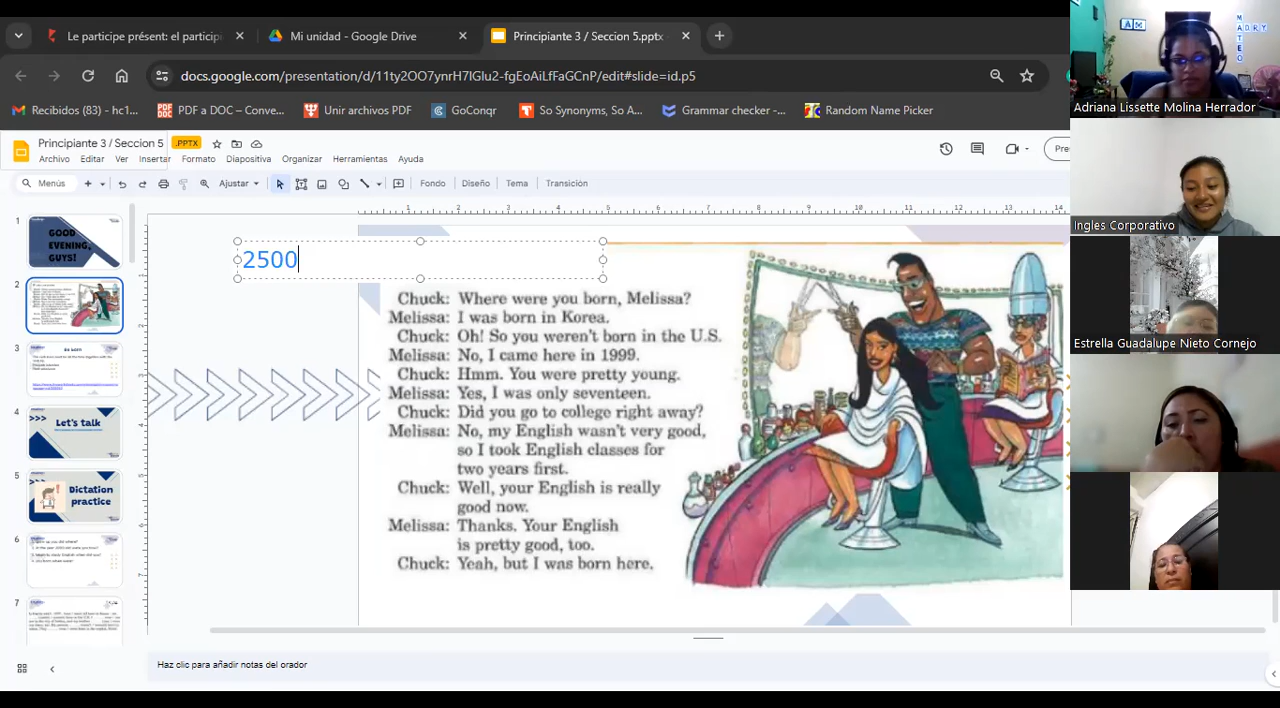 Le participe présent: el particip
Mi unidad - Google Drive
Principiante 3 / Seccion 5.pptx
docs.google.com/presentation/d/11ty2OO7ynrH7IGlu2-fgEoAiLfFaGCnP/edit#slide=id.p5
Recibidos (83) - hc1...
PDF a DOC – Conve...
Unir archivos PDF
GoConqr
So Synonyms, So A...
Grammar checker -...
Random Name Picker
Principiante 3 / Seccion 5
.PPTX
Archivo Editar Ver Insertar Formato Diapositiva Organizar Herramientas Ayuda
Menús
Ajustar
Fondo
Diseño
Tema
Transición
2500
Chuck: Where were you born, Melissa?
Melissa: I was born in Korea.
Chuck: Oh! So you weren't born in the U.S.
Melissa: No, I came here in 1999.
Chuck: Hmm. You were pretty young.
Melissa: Yes, I was only seventeen.
Chuck: Did you go to college right away?
Melissa: No, my English wasn't very good,
so I took English classes for
two years first.
Chuck: Well, your English is really
good now.
Melissa: Thanks. Your English
is pretty good, too.
Chuck: Yeah, but I was born here.
1
GOOD
EVENING,
GUYS!
2
3
4
Let's talk
5
Dictation
practice
6
7
Haz clic para añadir notas del orador
Adriana Lissette Molina Herrador
Ingles Corporativo
Estrella Guadalupe Nieto Cornejo